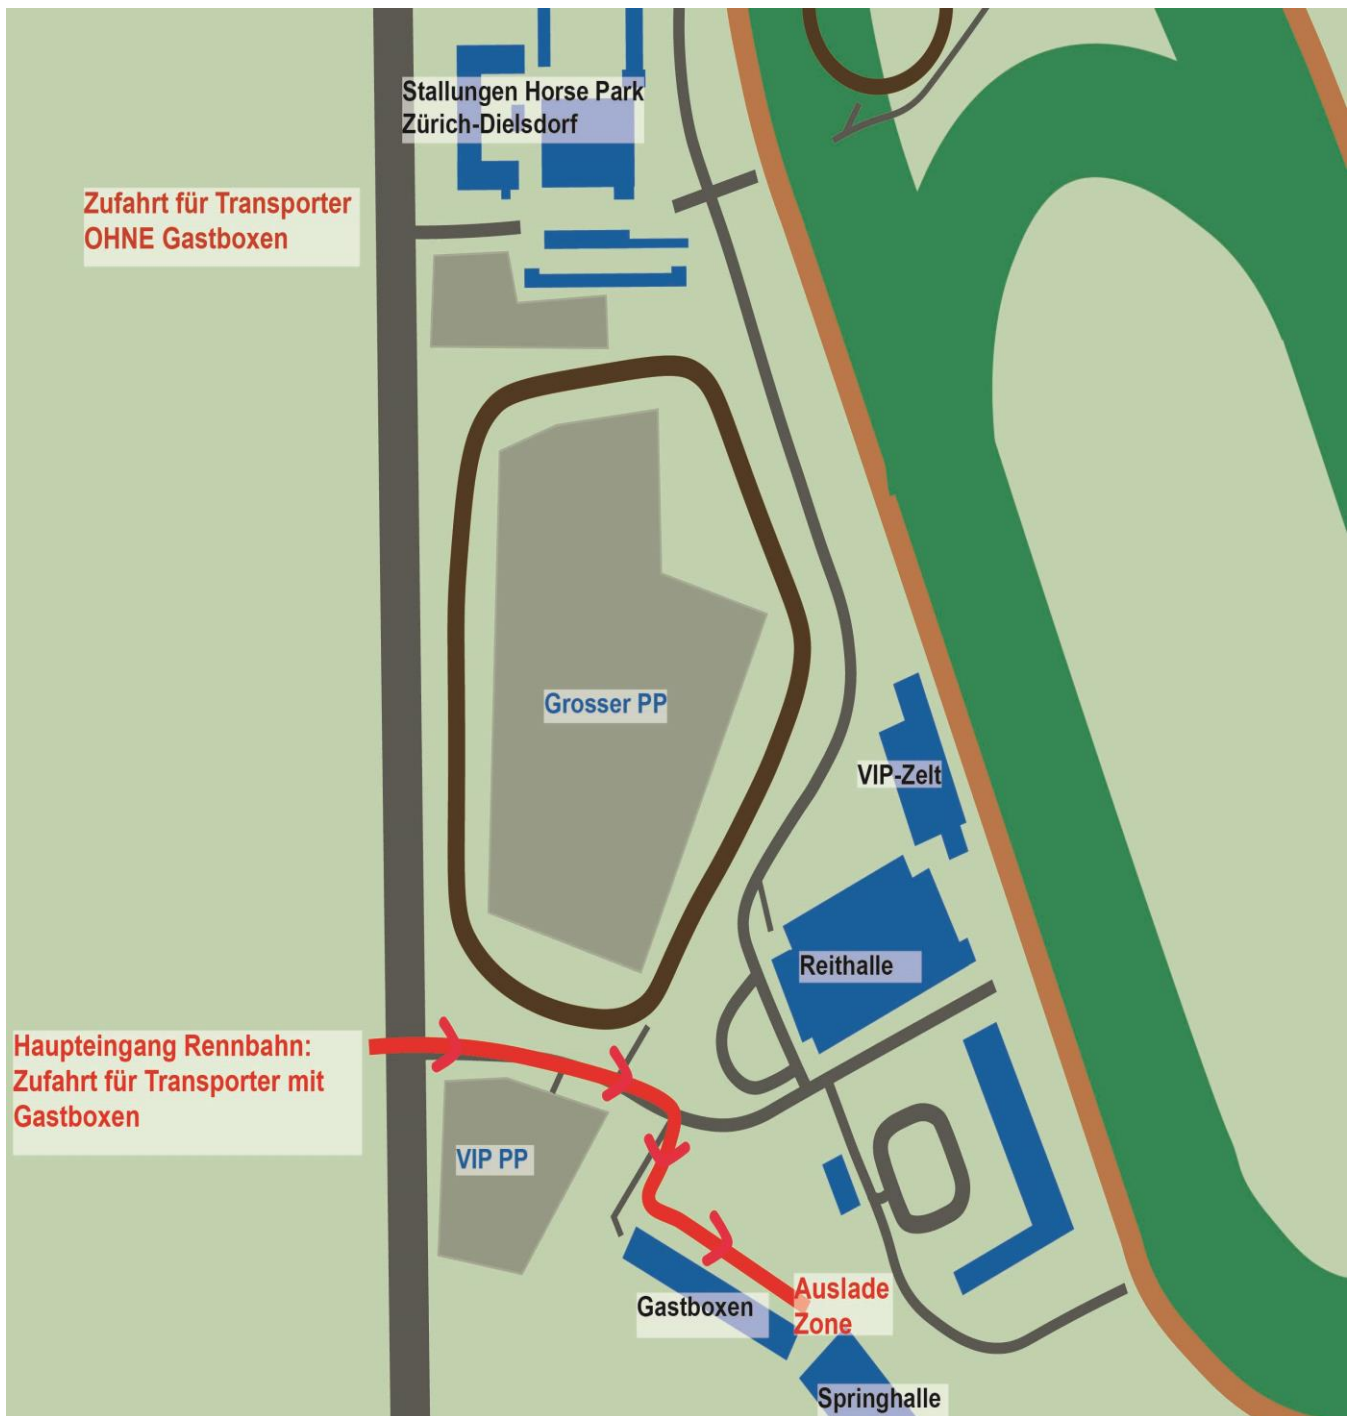 Stallungen Horse Park
Zürich-Dielsdorf
Zufahrt für Transporter
OHNE Gastboxen
Grosser PP
VIP-Zelt
Reithalle
Haupteingang Rennbahn:
Zufahrt für Transporter mit
Gastboxen
VIP PP
Gastboxen
Auslade
Zone
Springhalle